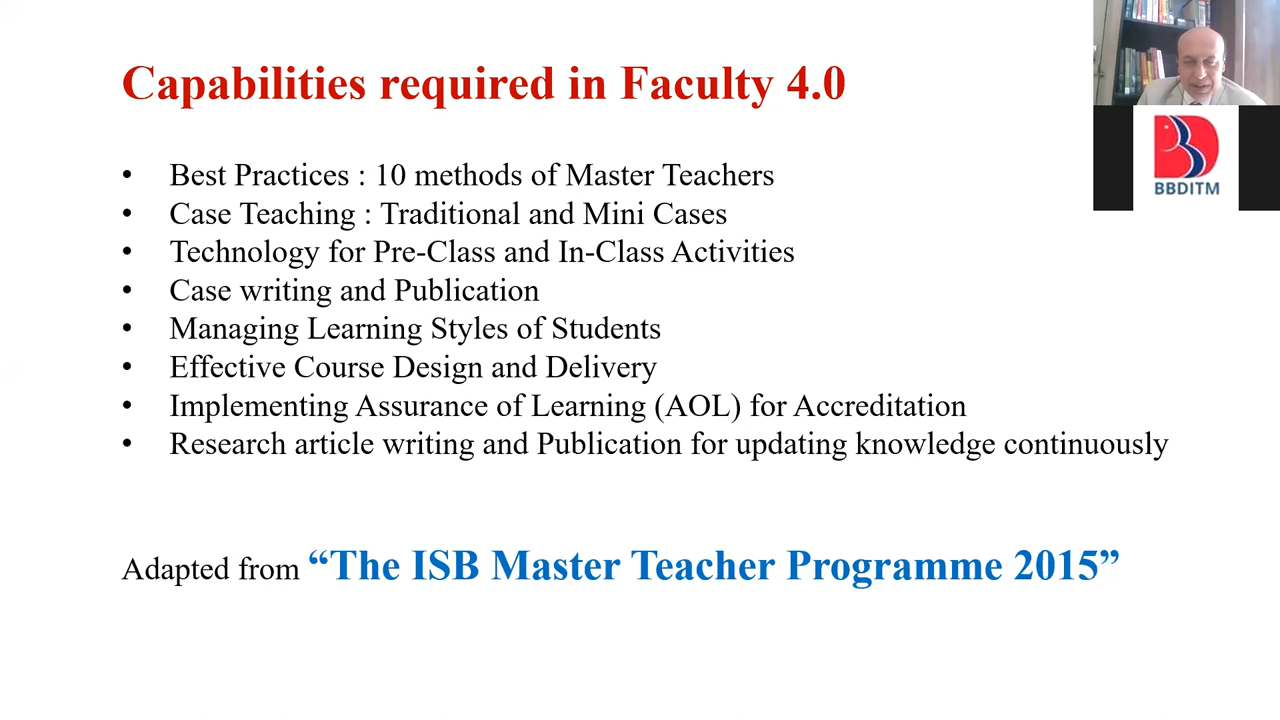 Capabilities required in Faculty 4.0
• Best Practices : 10 methods of Master Teachers
• Case Teaching : Traditional and Mini Cases
• Technology for Pre-Class and In-Class Activities
• Case writing and Publication
• Managing Learning Styles of Students
• Effective Course Design and Delivery
• Implementing Assurance of Learning (AOL) for Accreditation
• Research article writing and Publication for updating knowledge continuously
Adapted from “The ISB Master Teacher Programme 2015”
BBDITM